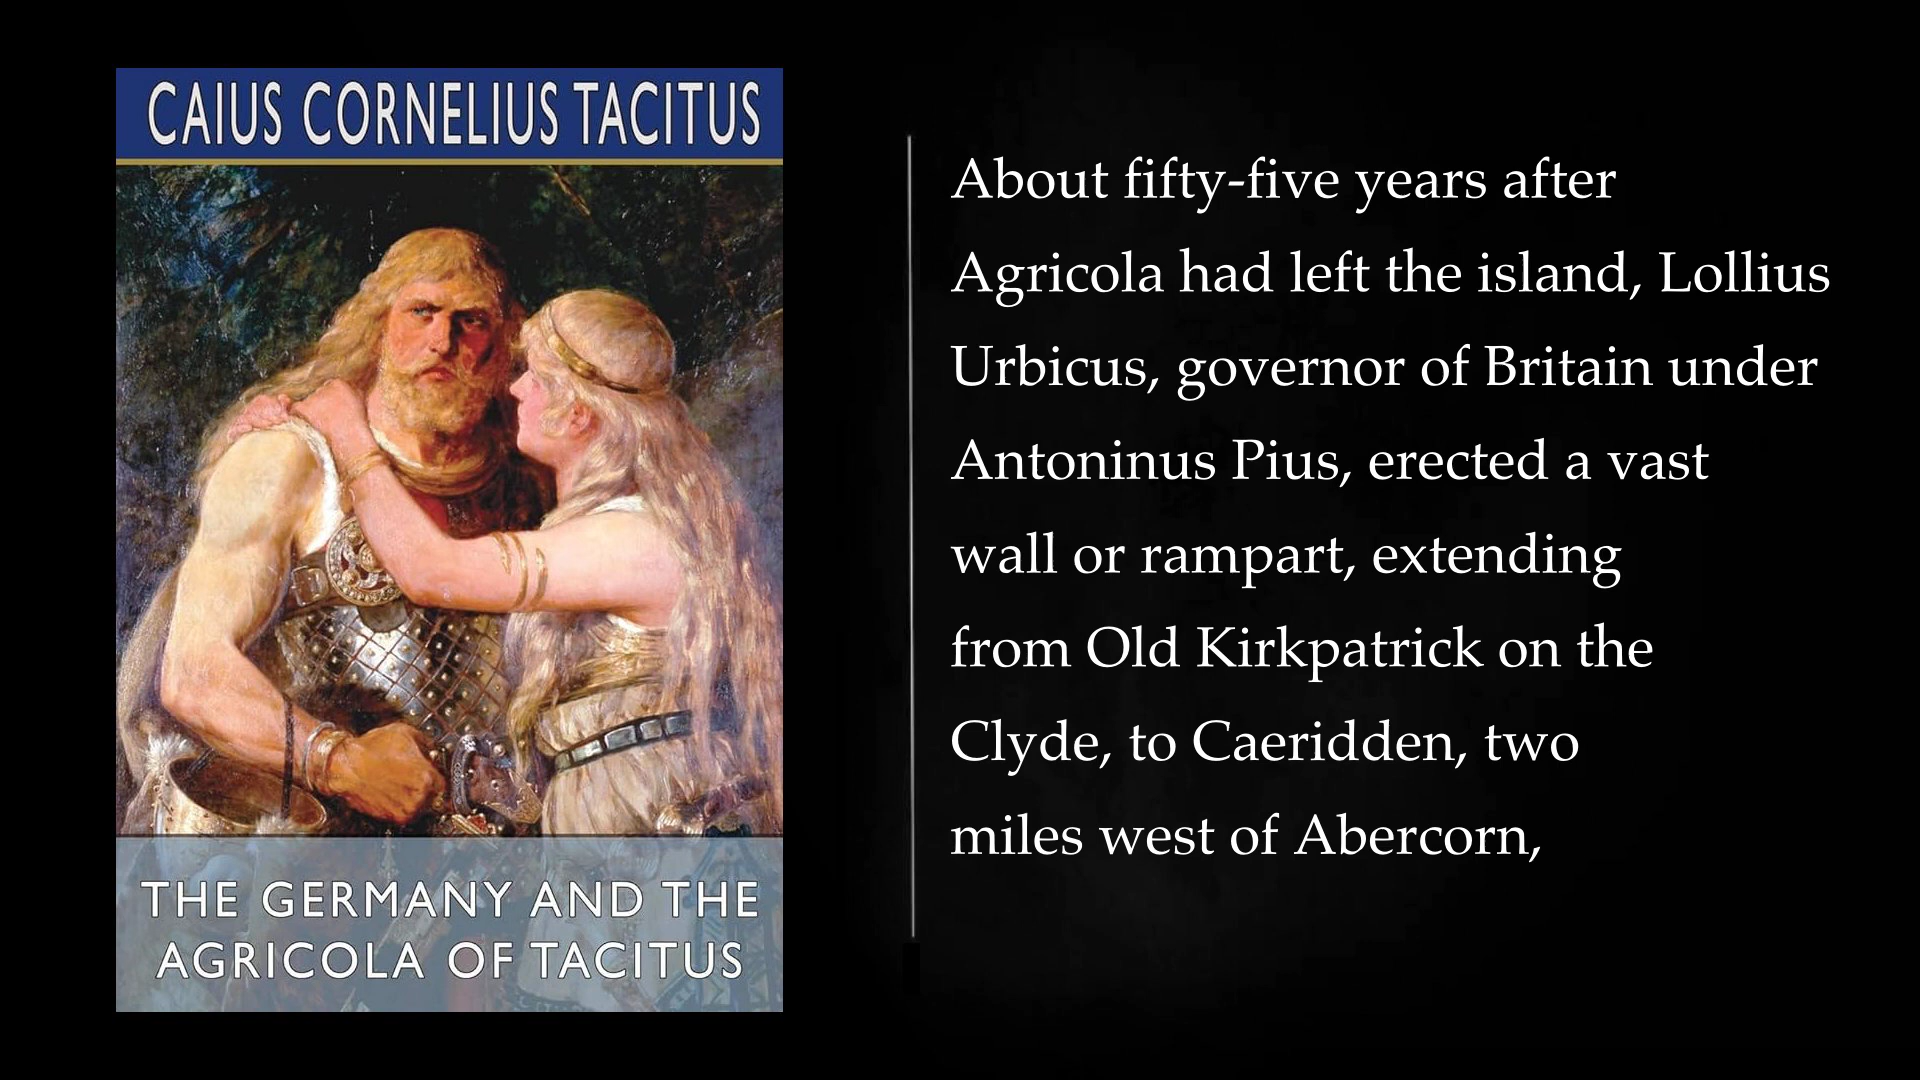 CAIUS CORNELIUS TACITUS
THE GERMANY AND THE
AGRICOLA OF TACITUS
About fifty-five years after
Agricola had left the island, Lollius
Urbicus, governor of Britain under
Antoninus Pius, erected a vast
wall or rampart, extending
from Old Kirkpatrick on the
Clyde, to Caeridden, two
miles west of Abercorn,